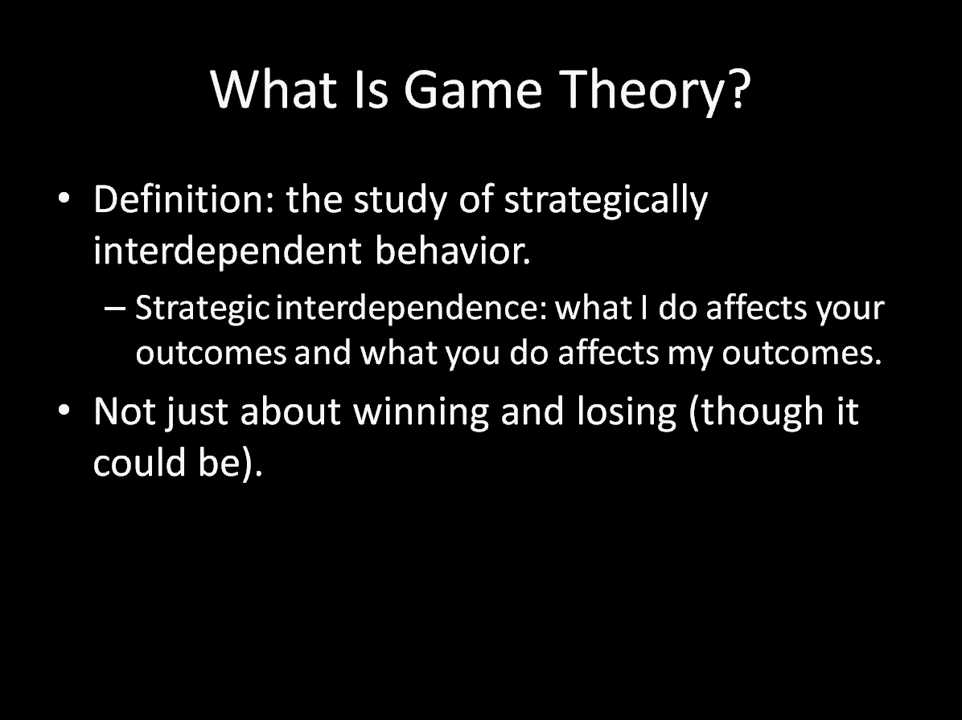 What Is Game Theory?
• Definition: the study of strategically
interdependent behavior.
– Strategic interdependence: what I do affects your
outcomes and what you do affects my outcomes.
• Not just about winning and losing (though it
could be).